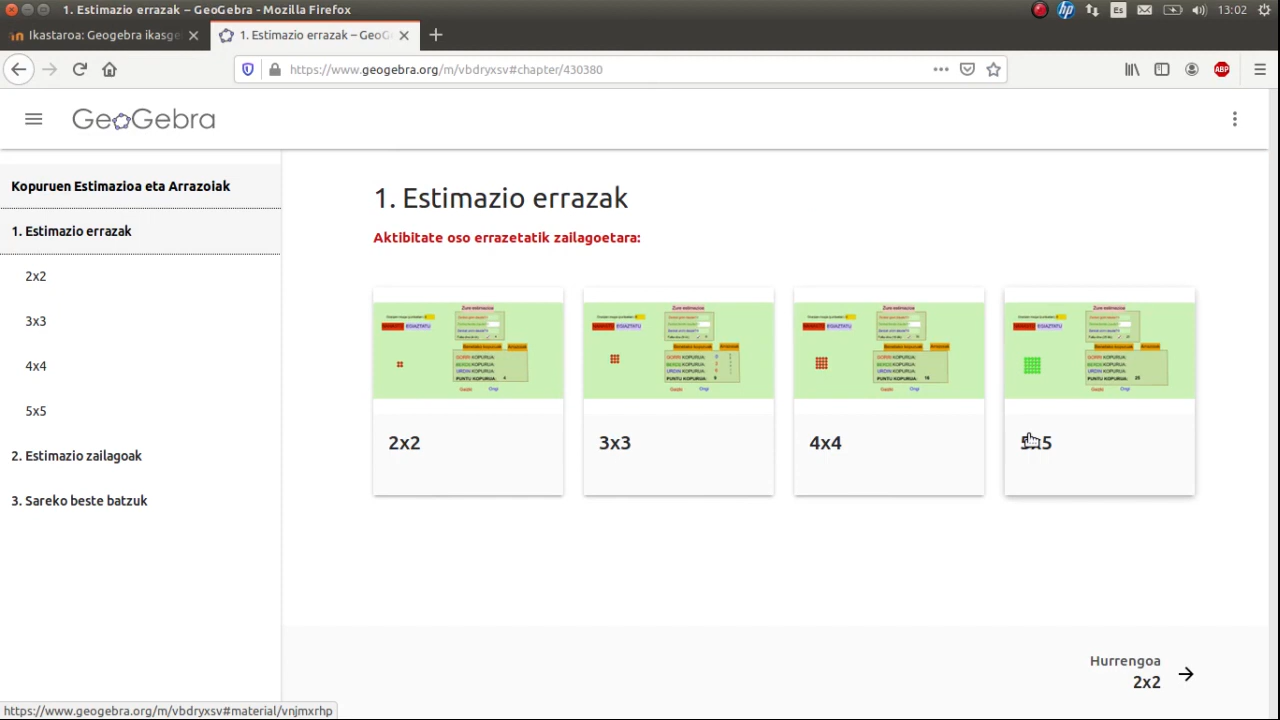 1. Estimazio errazak – GeoGebra - Mozilla Firefox
Es
13:02
Ikastaroa: Geogebra ikasge
1. Estimazio errazak – GeoG
https://www.geogebra.org/m/vbdryxsv#chapter/430380
ABP
GeoGebra
Kopuruen Estimazioa eta Arrazoiak
1. Estimazio errazak
2x2
3x3
4x4
5x5
2. Estimazio zailagoak
3. Sareko beste batzuk
1. Estimazio errazak
Aktibitate oso errazetatik zailagoetara:
2x2
3x3
4x4
5x5
Hurrengoa
2x2
https://www.geogebra.org/m/vbdryxsv#material/vnjmxrhp